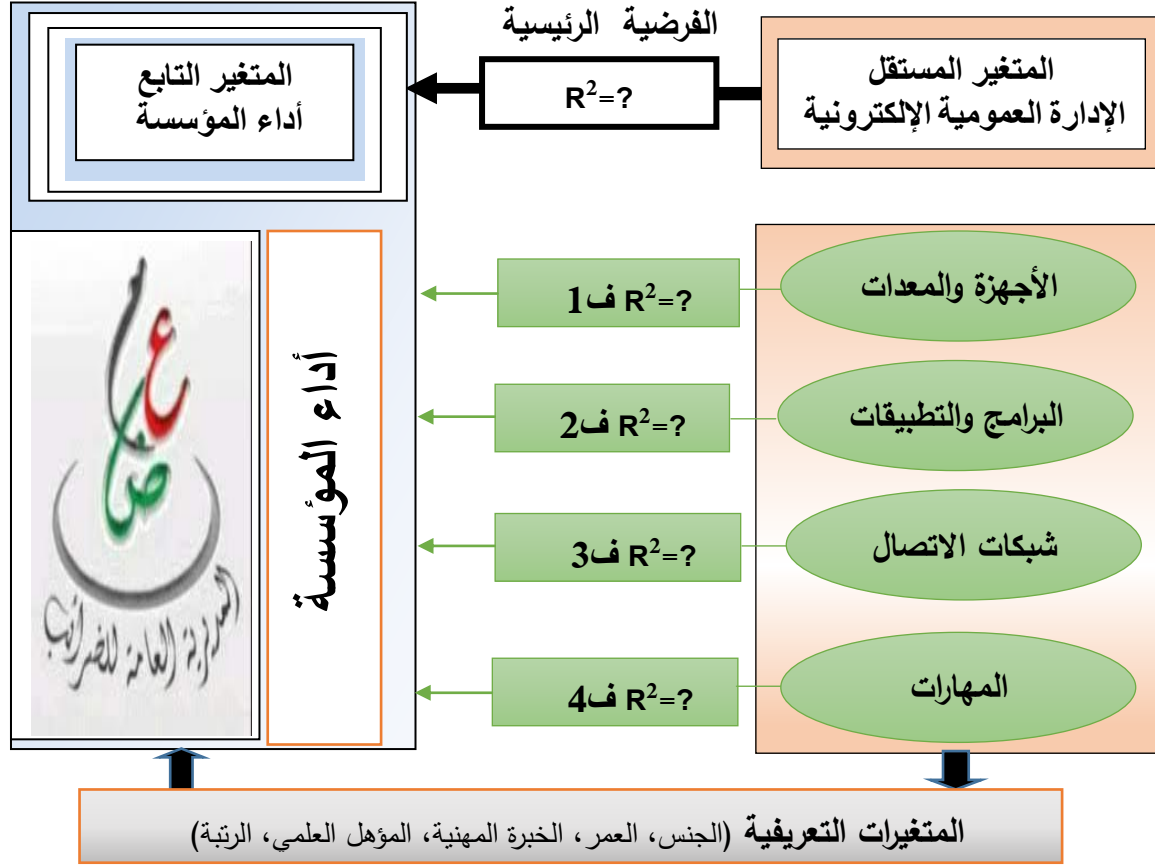 الفرضية الرئيسية
المتغير المستقل
الإدارة العمومية الإلكترونية
R²=?
المتغير التابع
أداء المؤسسة
الأجهزة والمعدات
ف1 R²=?
البرامج والتطبيقات
ف2 R²=?
شبكات الاتصال
ف3 R²=?
المهارات
ف4 R²=?
أداء المؤسسة
المديرية العامة للضرائب
المتغيرات التعريفية (الجنس، العمر، الخبرة المهنية، المؤهل العلمي، الرتبة)